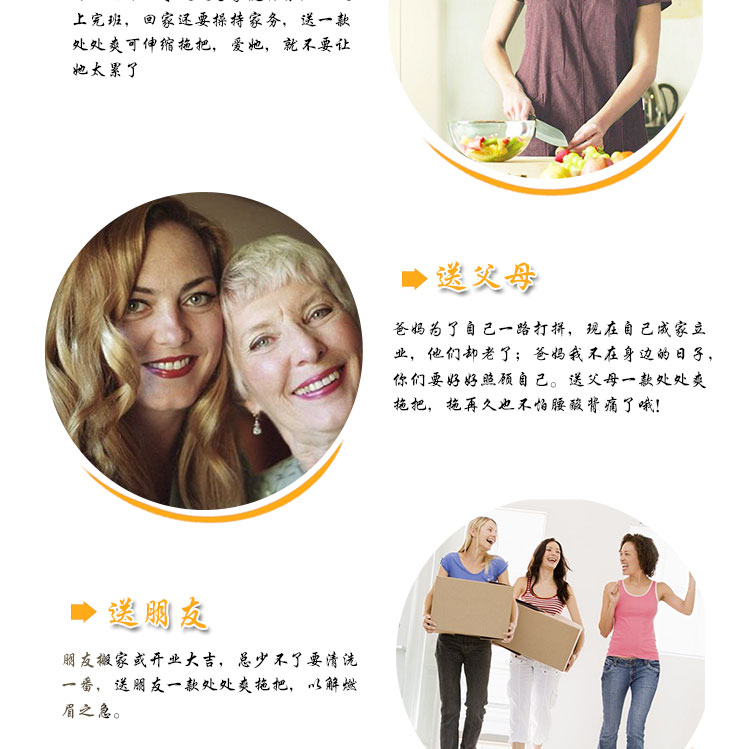 上完班，回家还要操持家务，送一款
处处爽可伸缩拖把，爱她，就不要让
她太累了
送父母
爸妈为了自己一路打拼，现在自己成家立
业，他们却老了；爸妈我不在身边的日子，
你们要好好照顾自己。送父母一款处处爽
拖把，拖再久也不怕腰酸背痛了哦！
送朋友
朋友搬家或开业大吉，总少不了要清洗
一番，送朋友一款处处爽拖把，以解燃
眉之急。